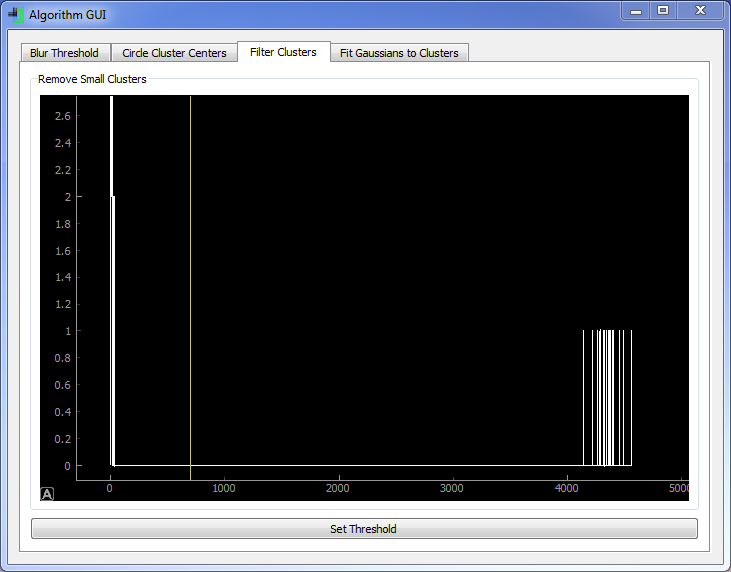 Algorithm GUI
Blur Threshold Circle Cluster Centers Filter Clusters Fit Gaussians to Clusters
Remove Small Clusters
2.6
2.4
2.2
2
1.8
1.6
1.4
1.2
1
0.8
0.6
0.4
0.2
0
0 1000 2000 3000 4000 5000
A
Set Threshold